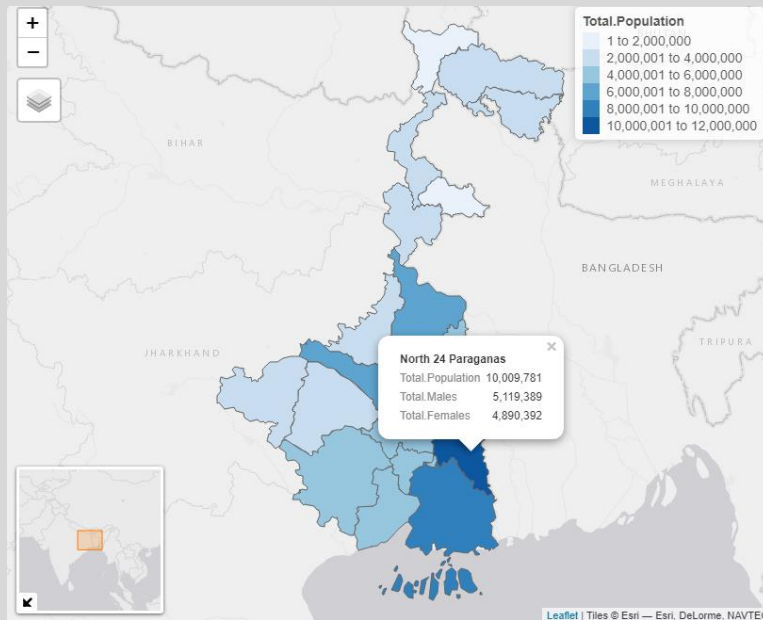 +
−
Total.Population
1 to 2,000,000
2,000,001 to 4,000,000
4,000,001 to 6,000,000
6,000,001 to 8,000,000
8,000,001 to 10,000,000
10,000,001 to 12,000,000
BIHAR
MEGHALAYA
BANGLADESH
TRIPURA
JHARKHAND
×
North 24 Paraganas
Total.Population 10,009,781
Total.Males 5,119,389
Total.Females 4,890,392
Leaflet | Tiles © Esri — Esri, DeLorme, NAVTEQ